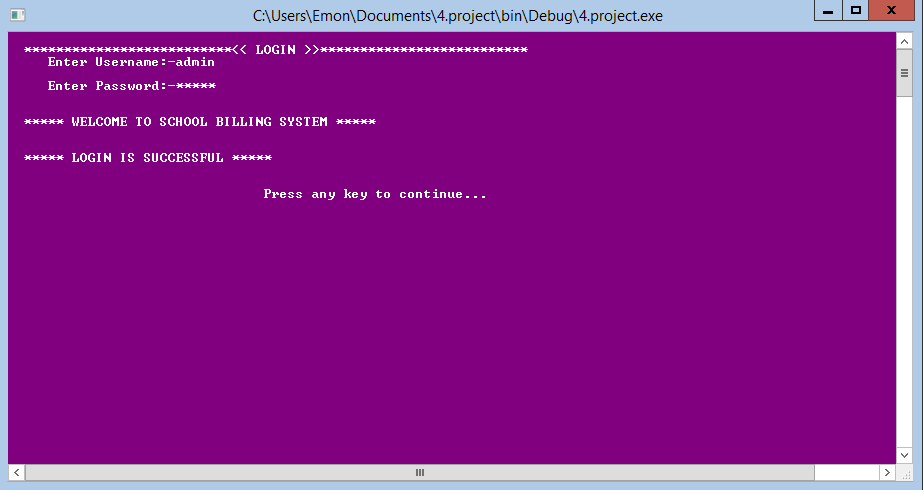 C:\Users\Emon\Documents\4.project\bin\Debug\4.project.exe
**************************<< LOGIN >>**************************
Enter Username:-admin
Enter Password:-*****
***** WELCOME TO SCHOOL BILLING SYSTEM *****
***** LOGIN IS SUCCESSFUL *****
Press any key to continue...